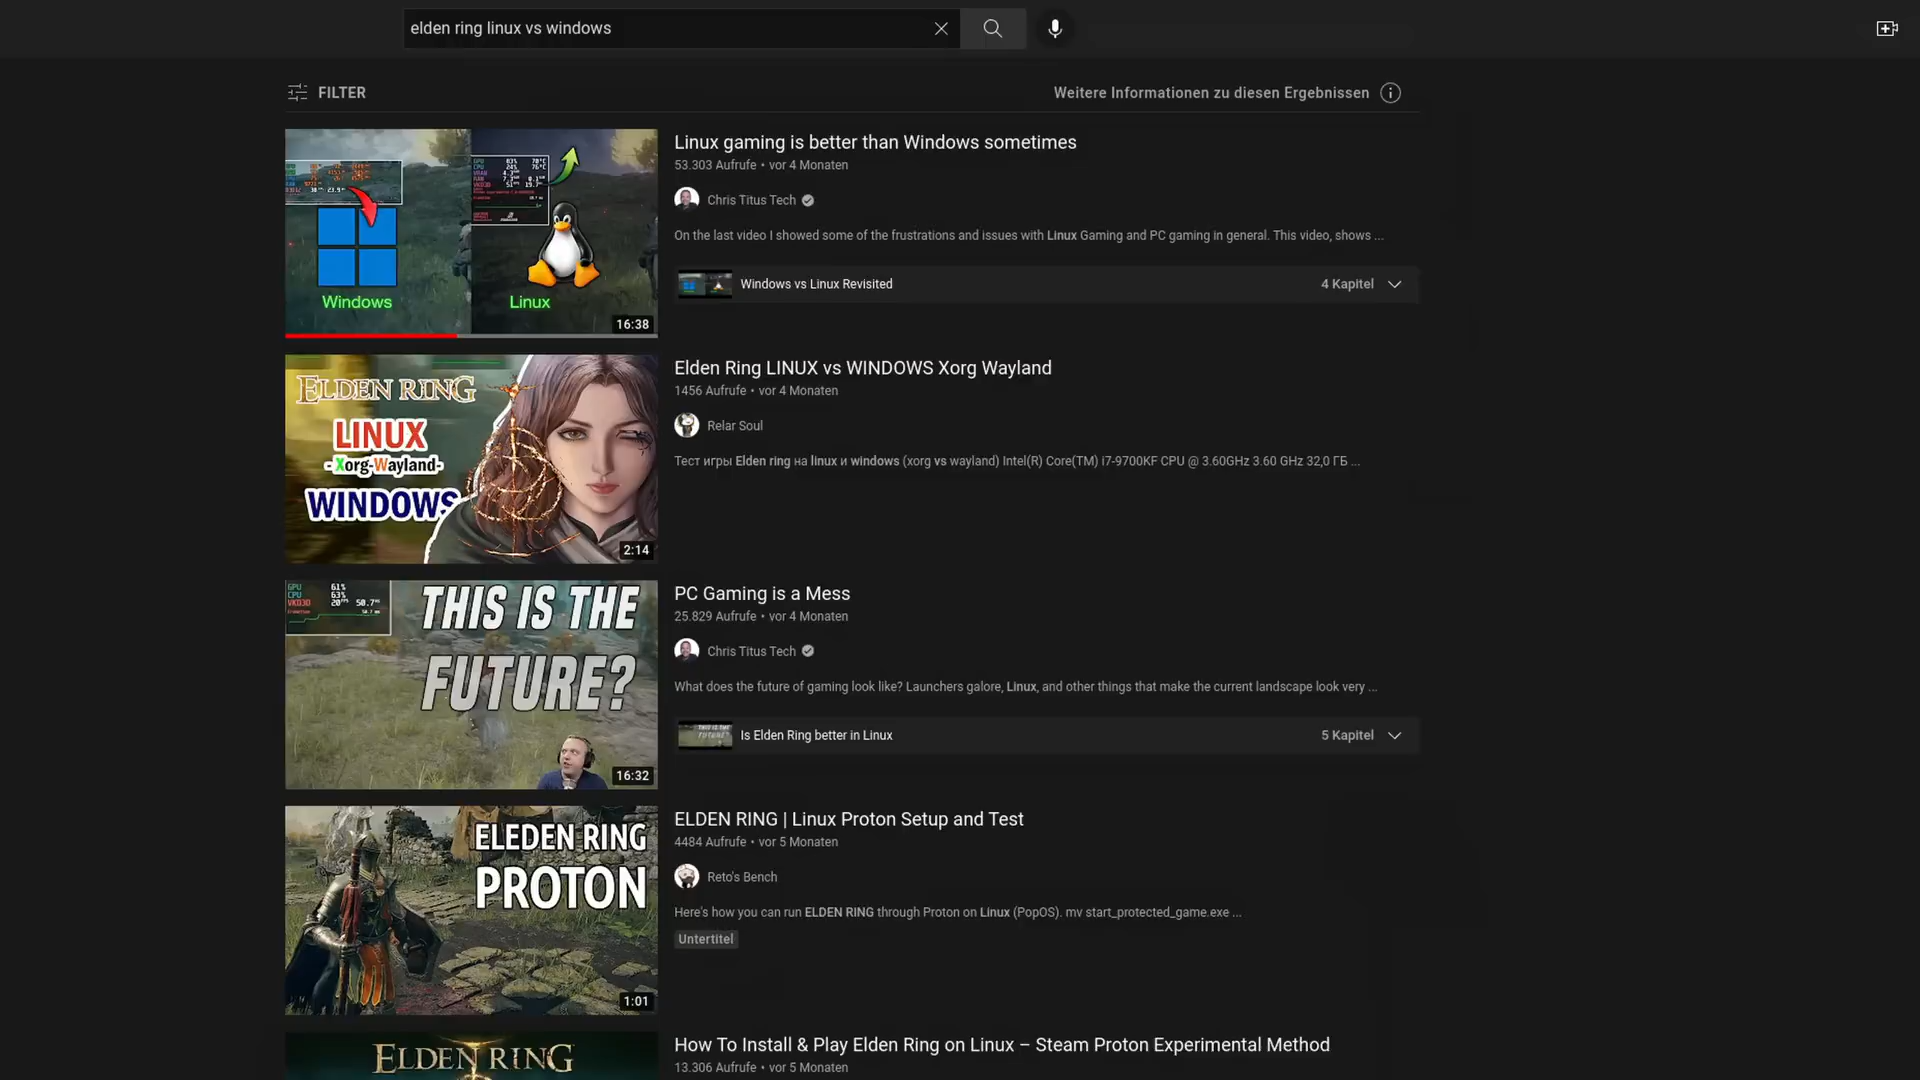 elden ring linux vs windows
FILTER
Weitere Informationen zu diesen Ergebnissen
Windows
Linux
16:38
Linux gaming is better than Windows sometimes
53.303 Aufrufe • vor 4 Monaten
Chris Titus Tech
On the last video I showed some of the frustrations and issues with Linux Gaming and PC gaming in general. This video, shows ...
Windows vs Linux Revisited
4 Kapitel
ELDEN RING
LINUX
-Xorg-Wayland-
WINDOWS
2:14
Elden Ring LINUX vs WINDOWS Xorg Wayland
1456 Aufrufe • vor 4 Monaten
Relar Soul
Тест игры Elden ring на linux и windows (xorg vs wayland) Intel(R) Core(TM) i7-9700KF CPU @ 3.60GHz 3.60 GHz 32,0 ГБ ...
GPU 61%
CPU 63%
VKD3D 20FPS 50.7
THIS IS THE
FUTURE?
16:32
PC Gaming is a Mess
25.829 Aufrufe • vor 4 Monaten
Chris Titus Tech
What does the future of gaming look like? Launchers galore, Linux, and other things that make the current landscape look very ...
Is Elden Ring better in Linux
5 Kapitel
ELEDEN RING
PROTON
1:01
ELDEN RING | Linux Proton Setup and Test
4484 Aufrufe • vor 5 Monaten
Reto's Bench
Here's how you can run ELDEN RING through Proton on Linux (PopOS). mv start_protected_game.exe ...
Untertitel
ELDEN RING
How To Install & Play Elden Ring on Linux – Steam Proton Experimental Method
13.306 Aufrufe • vor 5 Monaten